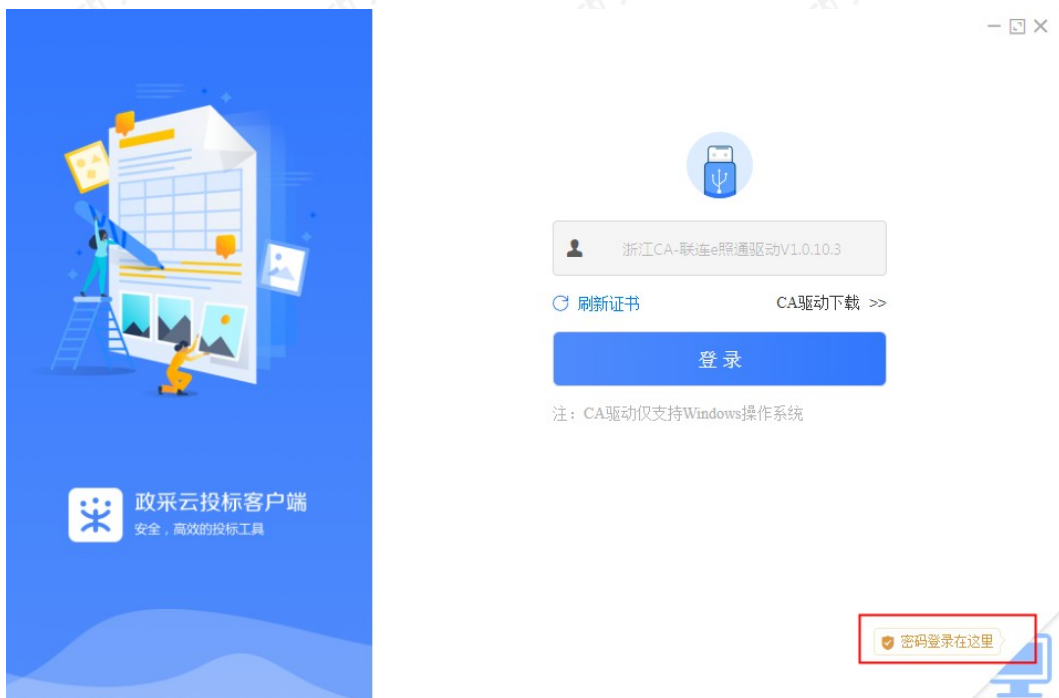 浙江CA-联连e照通驱动V1.0.10.3
刷新证书
CA驱动下载 >>
登录
注：CA驱动仅支持Windows操作系统
政采云投标客户端
安全，高效的投标工具
密码登录在这里